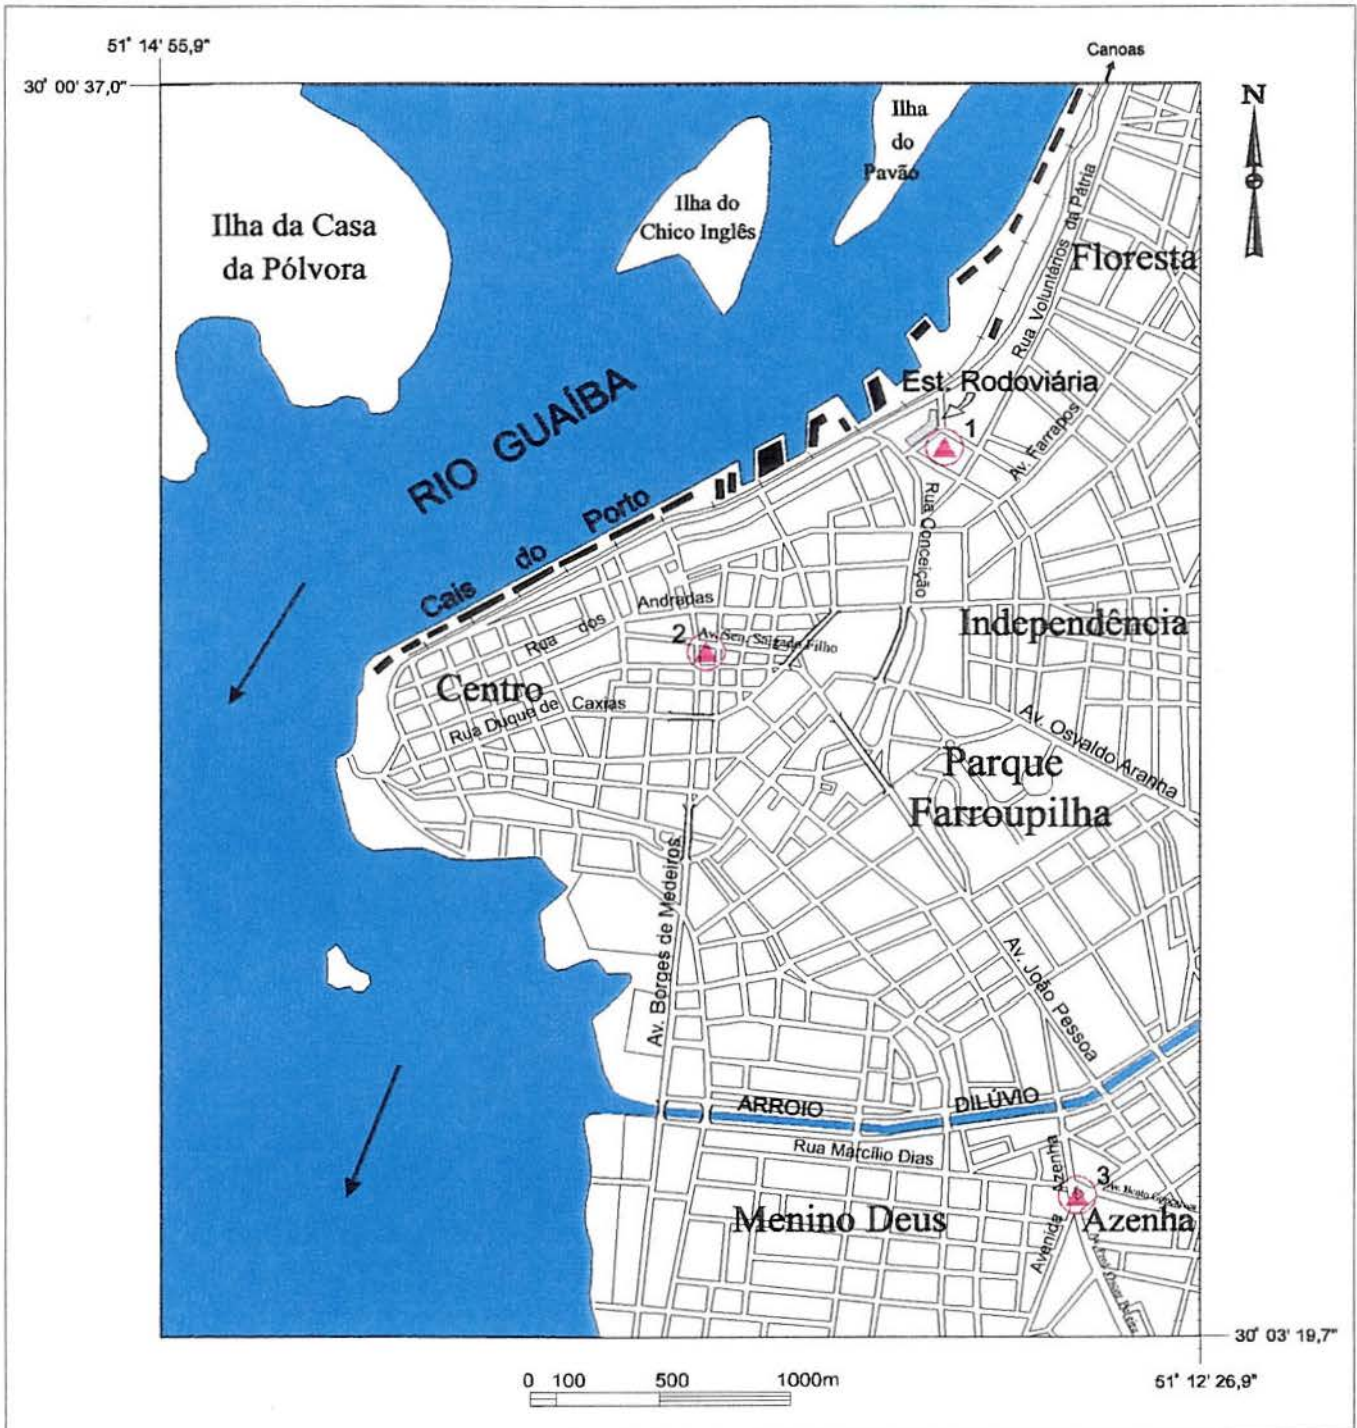 51° 14' 55,9"
Canoas
30° 00' 37,0"
N
Ilha
do
Pavão
Ilha do
Chico Inglês
Ilha da Casa
da Pólvora
Rua Voluntários da Pátria
Floresta
RIO GUAÍBA
Est. Rodoviária
1
Av. Farrapos
Cais do Porto
Rua Conceição
Rua dos Andradas
2
Av. Sen. Salgado Filho
Independência
Centro
Rua Duque de Caxias
Av. Osvaldo Aranha
Parque
Farroupilha
Av. Borges de Medeiros
Av. João Pessoa
ARROIO DILÚVIO
Rua Marcílio Dias
Avenida Azenha
3
Menino Deus
Azenha
30° 03' 19,7"
0 100 500 1000m
51° 12' 26,9"